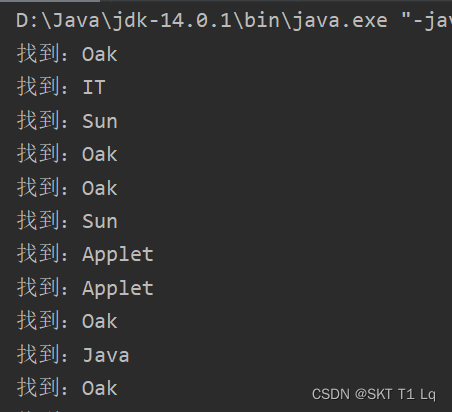 D:\Java\jdk-14.0.1\bin\java.exe "-jav
找到：Oak
找到：IT
找到：Sun
找到：Oak
找到：Oak
找到：Sun
找到：Applet
找到：Applet
找到：Oak
找到：Java
找到：Oak
CSDN @SKT T1 Lq